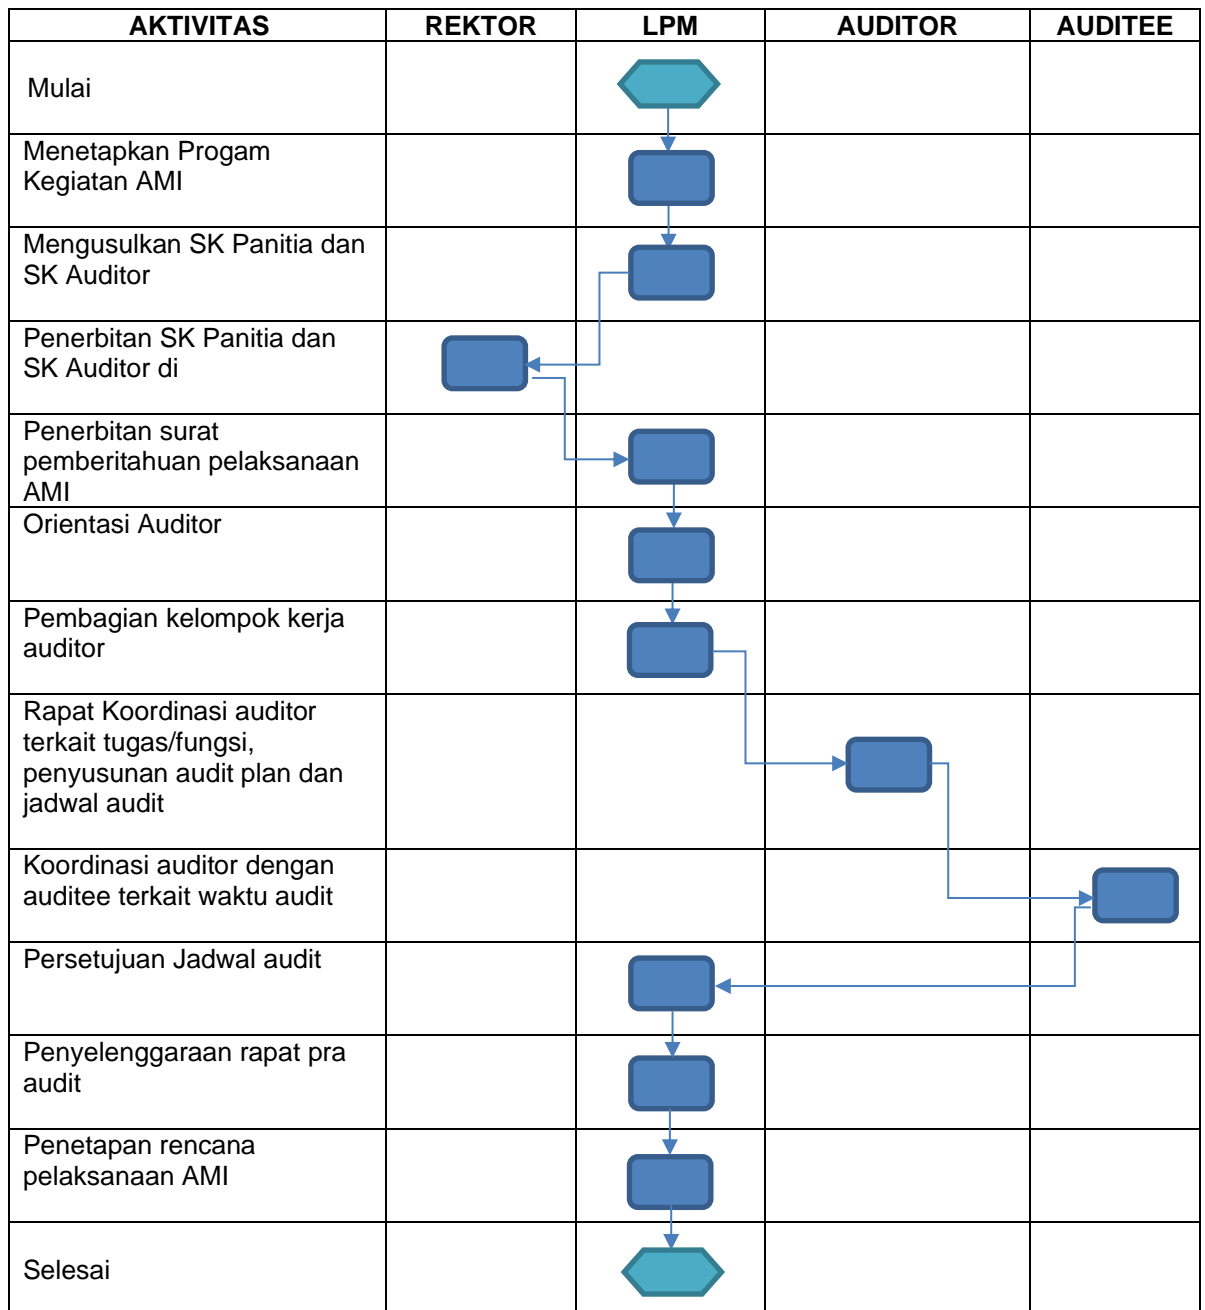 AKTIVITAS REKTOR LPM AUDITOR AUDITEE
Mulai
Menetapkan Progam
Kegiatan AMI
Mengusulkan SK Panitia dan
SK Auditor
Penerbitan SK Panitia dan
SK Auditor di
Penerbitan surat
pemberitahuan pelaksanaan
AMI
Orientasi Auditor
Pembagian kelompok kerja
auditor
Rapat Koordinasi auditor
terkait tugas/fungsi,
penyusunan audit plan dan
jadwal audit
Koordinasi auditor dengan
auditee terkait waktu audit
Persetujuan Jadwal audit
Penyelenggaraan rapat pra
audit
Penetapan rencana
pelaksanaan AMI
Selesai